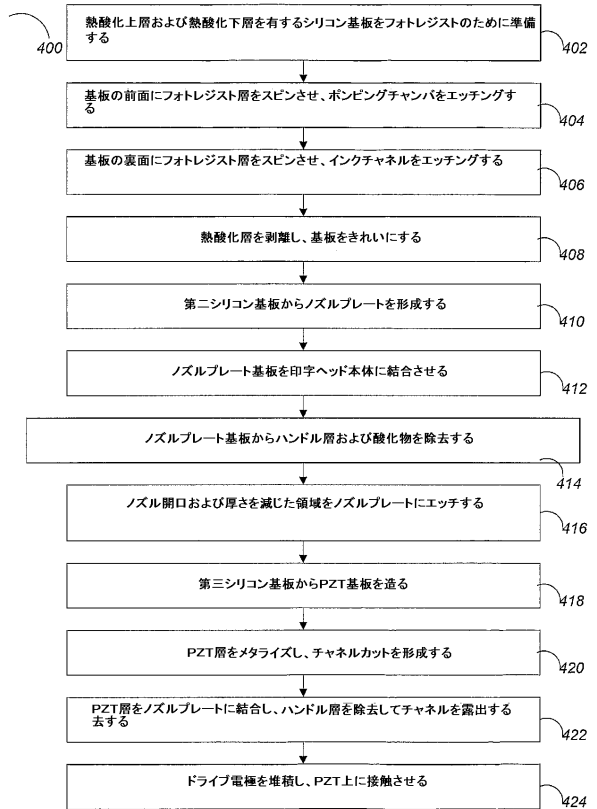 400
熱酸化上層および熱酸化下層を有するシリコン基板をフォトレジストのために準備
する
402
基板の前面にフォトレジスト層をスピンさせ、ポンピングチャンバをエッチングす
る
404
基板の裏面にフォトレジスト層をスピンさせ、インクチャネルをエッチングする
406
熱酸化層を剥離し、基板をきれいにする
408
第二シリコン基板からノズルプレートを形成する
410
ノズルプレート基板を印字ヘッド本体に結合させる
412
ノズルプレート基板からハンドル層および酸化物を除去する
414
ノズル開口および厚さを減じた領域をノズルプレートにエッチする
416
第三シリコン基板からPZT基板を造る
418
PZT層をメタライズし、チャネルカットを形成する
420
PZT層をノズルプレートに結合し、ハンドル層を除去してチャネルを露出する
去する
422
ドライブ電極を堆積し、PZT上に接触させる
424